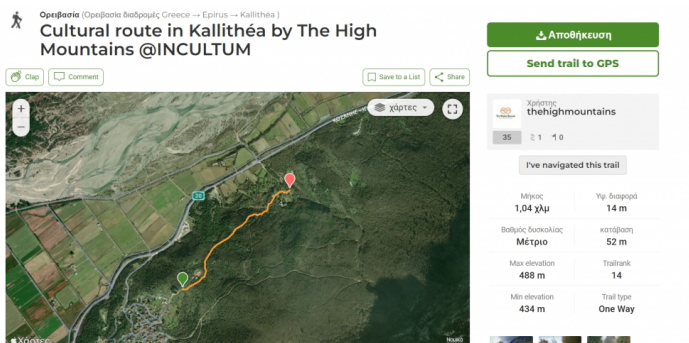 Ορειβασία (Ορειβασία διαδρομές Greece → Epirus → Kallithéa )
Cultural route in Kallithéa by The High
Mountains @INCULTUM
Clap
Comment
Save to a List
Share
+
−
χάρτες
20
Χάρτες
Νομικά
Αποθήκευση
Send trail to GPS
Χρήστης
thehighmountains
35
1
0
I've navigated this trail
Μήκος
1,04 χλμ
Υψ. διαφορά
14 m
Βαθμός δυσκολίας
Μέτριο
κατάβαση
52 m
Max elevation
488 m
Trailrank
14
Min elevation
434 m
Trail type
One Way